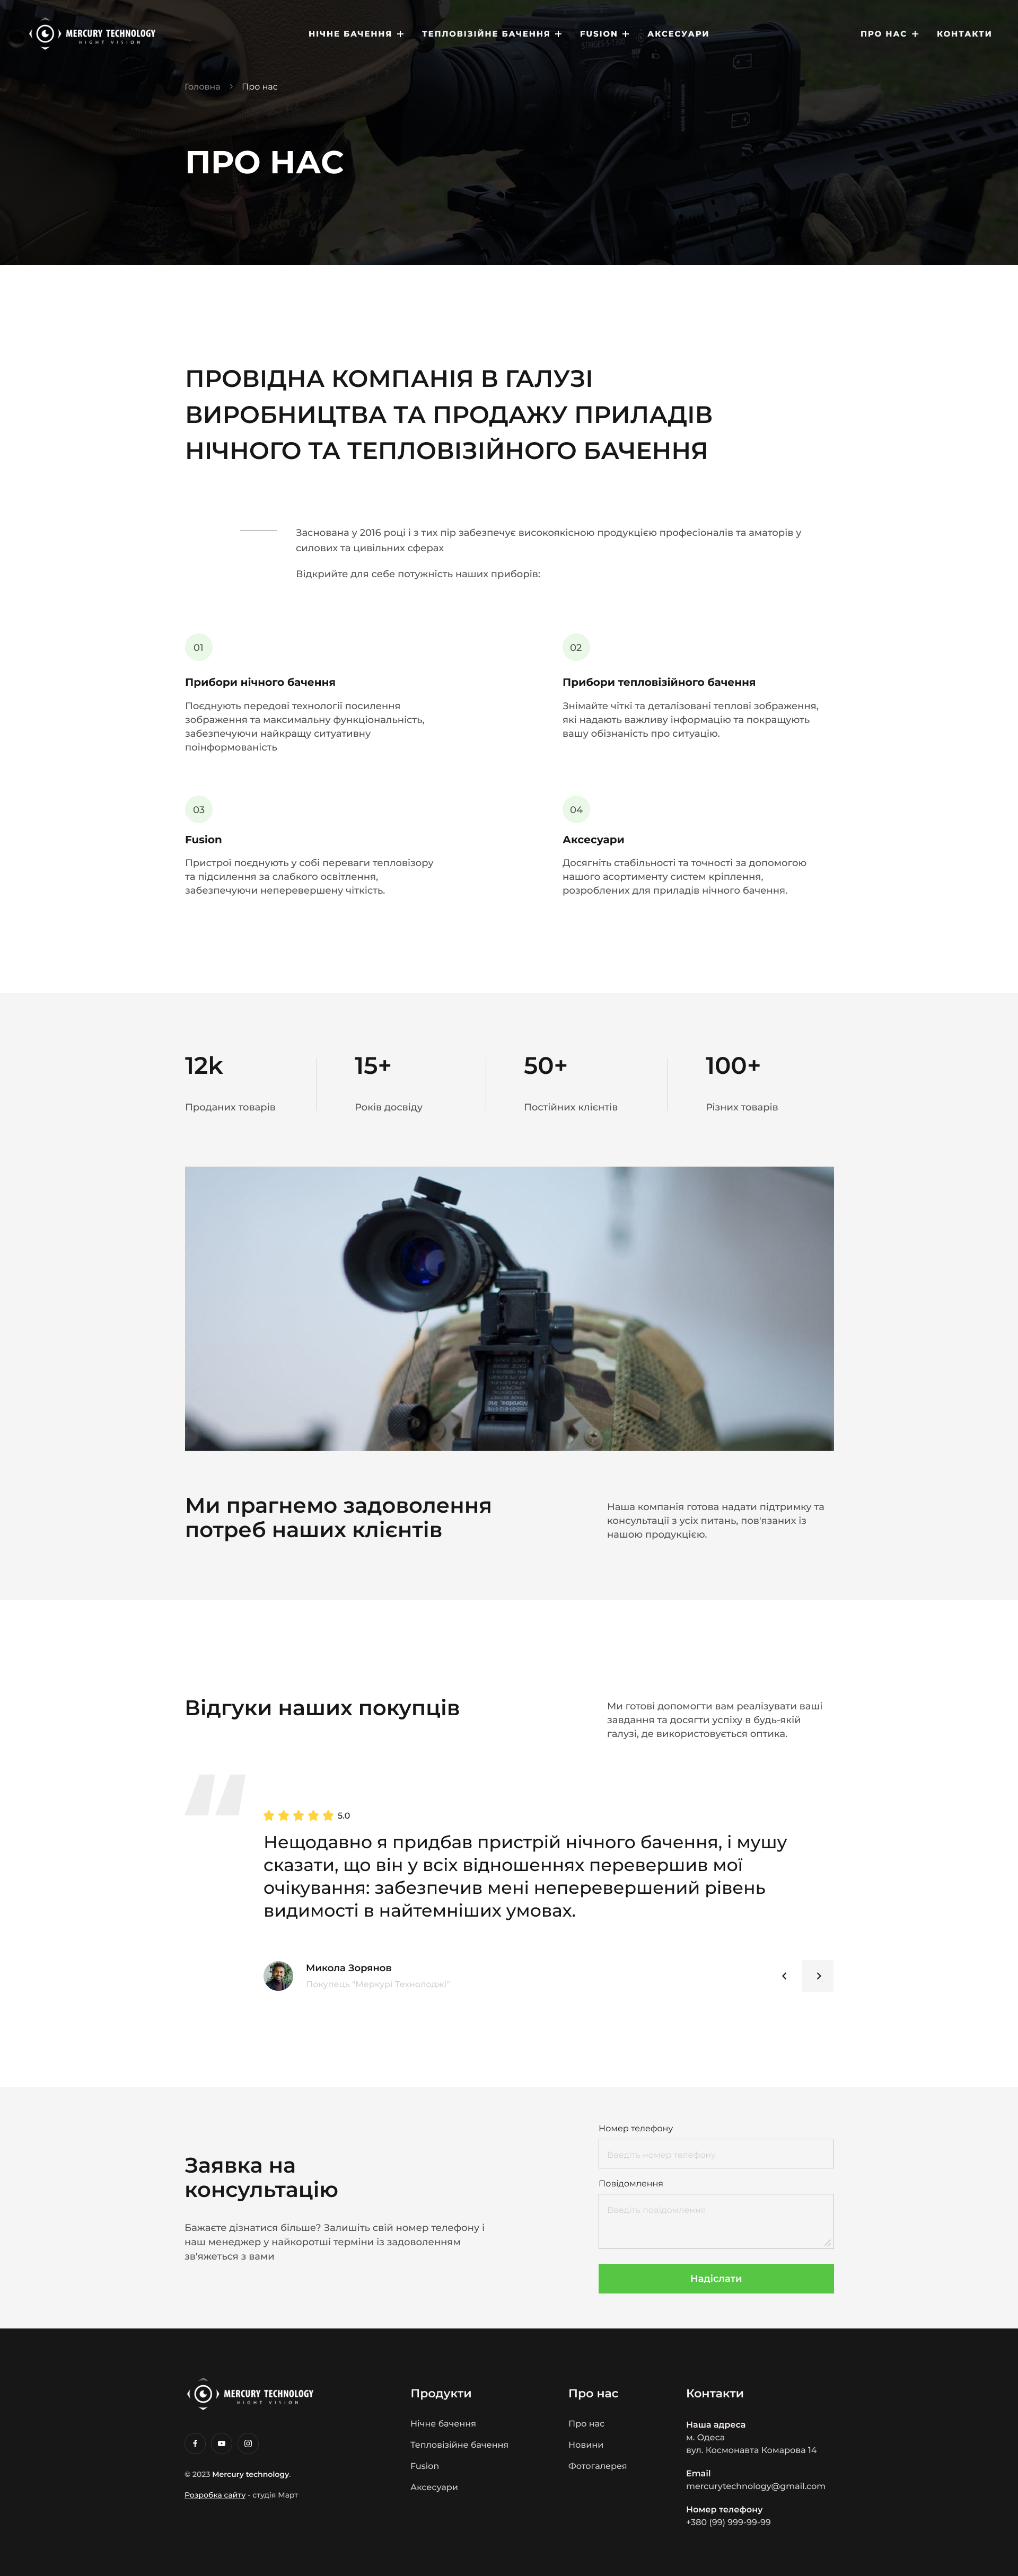 MERCURY TECHNOLOGY
NIGHT VISION
НІЧНЕ БАЧЕННЯ +
ТЕПЛОВІЗІЙНЕ БАЧЕННЯ +
FUSION +
АКСЕСУАРИ
ПРО НАС +
КОНТАКТИ
Головна > Про нас
ПРО НАС
ПРОВІДНА КОМПАНІЯ В ГАЛУЗІ
ВИРОБНИЦТВА ТА ПРОДАЖУ ПРИЛАДІВ
НІЧНОГО ТА ТЕПЛОВІЗІЙНОГО БАЧЕННЯ
Заснована у 2016 році і з тих пір забезпечує високоякісною продукцією професіоналів та аматорів у
силових та цивільних сферах
Відкрийте для себе потужність наших приборів:
01
Прибори нічного бачення
Поєднують передові технології посилення
зображення та максимальну функціональність,
забезпечуючи найкращу ситуативну
поінформованість
02
Прибори тепловізійного бачення
Знімайте чіткі та деталізовані теплові зображення,
які надають важливу інформацію та покращують
вашу обізнаність про ситуацію.
03
Fusion
Пристрої поєднують у собі переваги тепловізору
та підсилення за слабкого освітлення,
забезпечуючи неперевершену чіткість.
04
Аксесуари
Досягніть стабільності та точності за допомогою
нашого асортименту систем кріплення,
розроблених для приладів нічного бачення.
12k
Проданих товарів
15+
Років досвіду
50+
Постійних клієнтів
100+
Різних товарів
Ми прагнемо задоволення
потреб наших клієнтів
Наша компанія готова надати підтримку та
консультації з усіх питань, пов'язаних із
нашою продукцією.
Відгуки наших покупців
Ми готові допомогти вам реалізувати ваші
завдання та досягти успіху в будь-якій
галузі, де використовується оптика.
5.0
Нещодавно я придбав пристрій нічного бачення, і мушу
сказати, що він у всіх відношеннях перевершив мої
очікування: забезпечив мені неперевершений рівень
видимості в найтемніших умовах.
Микола Зорянов
Покупець "Меркурі Технолоджі"
Заявка на
консультацію
Бажаєте дізнатися більше? Залишіть свій номер телефону і
наш менеджер у найкоротші терміни із задоволенням
зв'яжеться з вами
Номер телефону
Введіть номер телефону
Повідомлення
Введіть повідомлення
Надіслати
MERCURY TECHNOLOGY
NIGHT VISION
© 2023 Mercury technology.
Розробка сайту - студія Март
Продукти
Нічне бачення
Тепловізійне бачення
Fusion
Аксесуари
Про нас
Про нас
Новини
Фотогалерея
Контакти
Наша адреса
м. Одеса
вул. Космонавта Комарова 14
Email
mercurytechnology@gmail.com
Номер телефону
+380 (99) 999-99-99